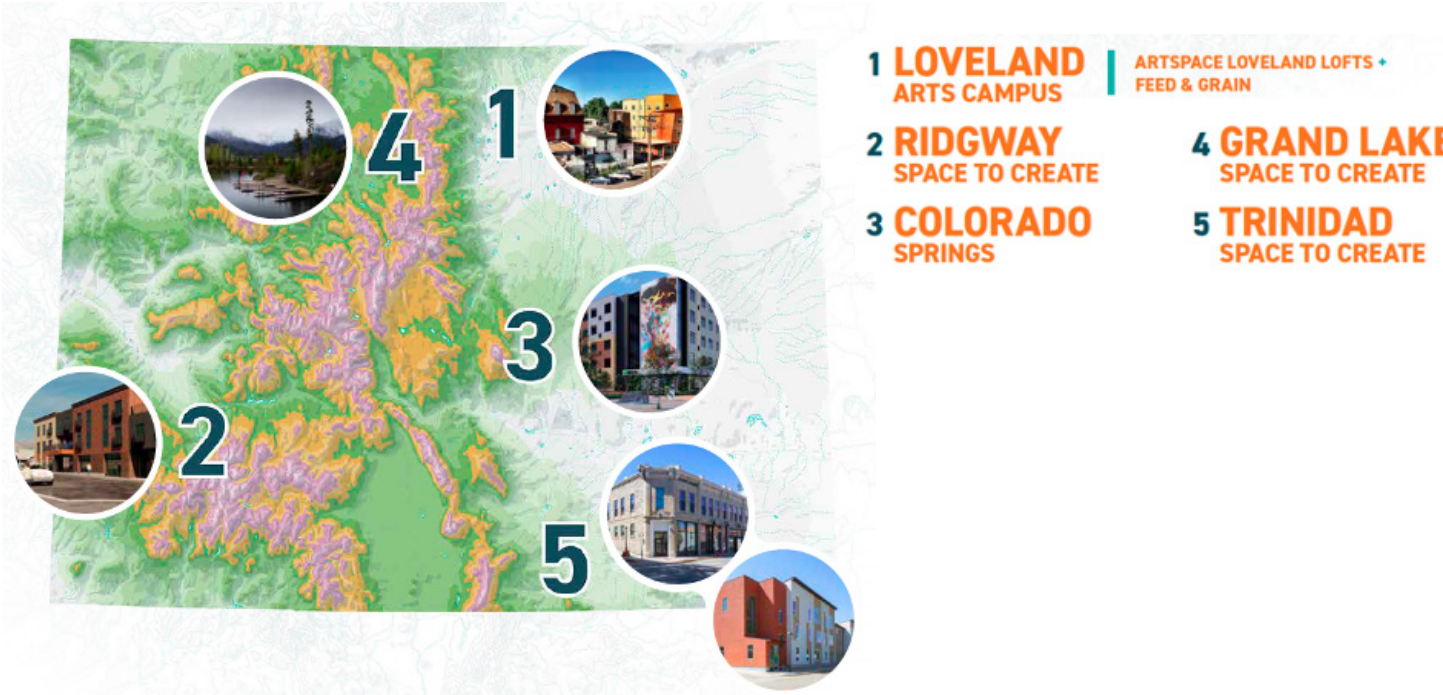 1
4
3
2
5
1 LOVELAND
ARTS CAMPUS
ARTSPACE LOVELAND LOFTS +
FEED & GRAIN
2 RIDGWAY
SPACE TO CREATE
3 COLORADO
SPRINGS
4 GRAND LAKE
SPACE TO CREATE
5 TRINIDAD
SPACE TO CREATE